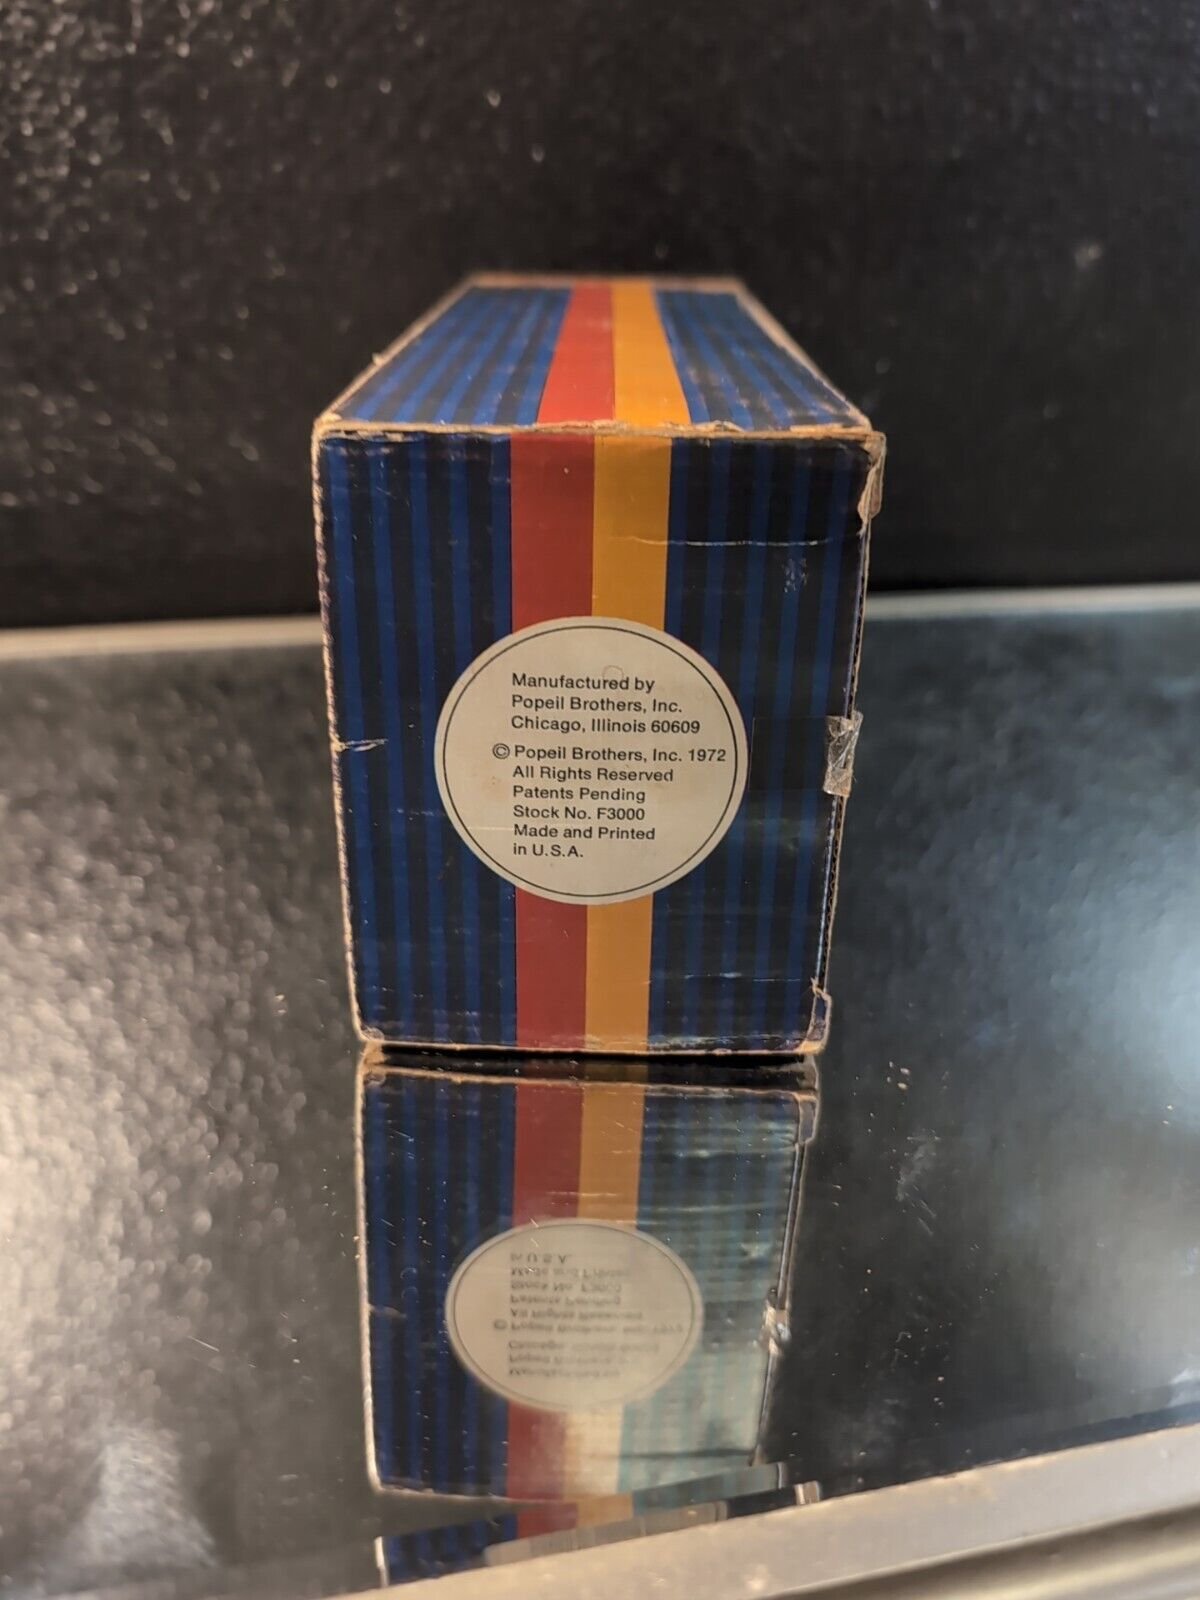 Manufactured by
Popeil Brothers, Inc.
Chicago, Illinois 60609
© Popeil Brothers, Inc. 1972
All Rights Reserved
Patents Pending
Stock No. F3000
Made and Printed
in U.S.A.